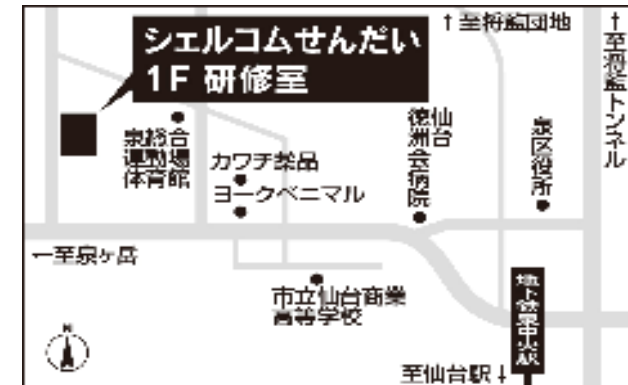 シェルコムせんだい
1F 研修室
↑至将監団地
↑至将監トンネル
泉総合
運動場
体育館
カワチ薬品
ヨークベニマル
仙台
徳洲
会病院
泉区役所
←至泉ヶ岳
市立仙台商業
高等学校
地下鉄泉中央駅
至仙台駅↓
N